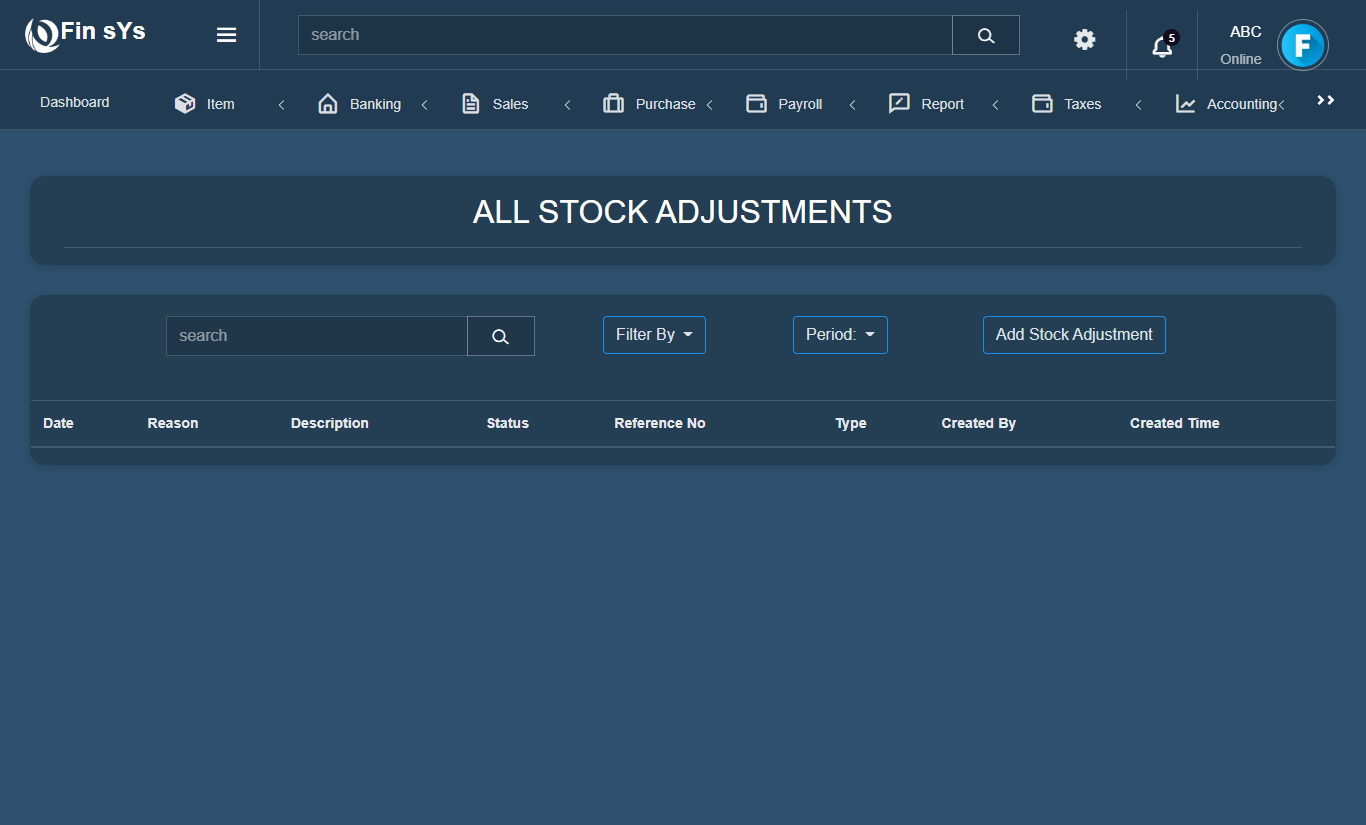 Fin sYs
search
5
ABC
Online
F
Dashboard
Item
Banking
Sales
Purchase
Payroll
Report
Taxes
Accounting
ALL STOCK ADJUSTMENTS
search
Filter By
Period:
Add Stock Adjustment
Date Reason Description Status Reference No Type Created By Created Time